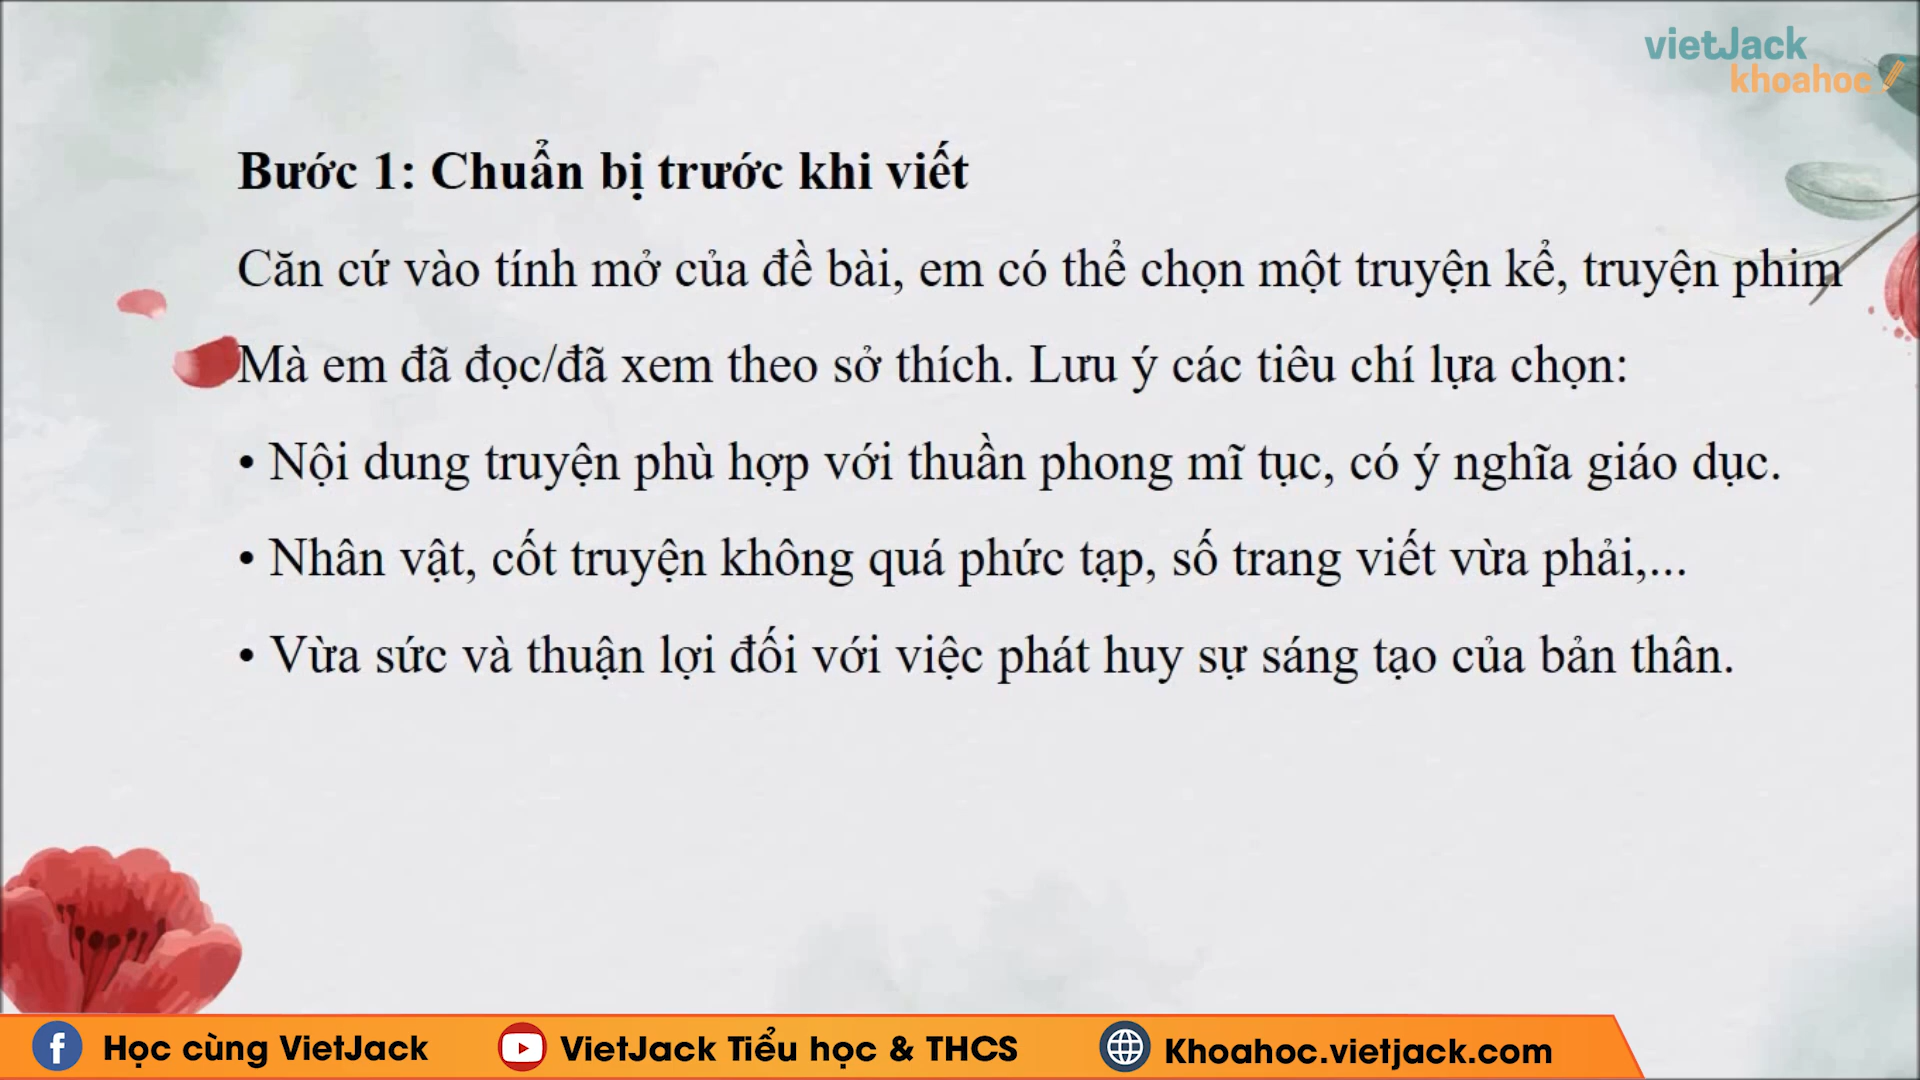 vietJack
khoahoc
Bước 1: Chuẩn bị trước khi viết
Căn cứ vào tính mở của đề bài, em có thể chọn một truyện kể, truyện phim
Mà em đã đọc/đã xem theo sở thích. Lưu ý các tiêu chí lựa chọn:
• Nội dung truyện phù hợp với thuần phong mĩ tục, có ý nghĩa giáo dục.
• Nhân vật, cốt truyện không quá phức tạp, số trang viết vừa phải,...
• Vừa sức và thuận lợi đối với việc phát huy sự sáng tạo của bản thân.
Học cùng VietJack
VietJack Tiểu học & THCS
Khoahoc.vietjack.com